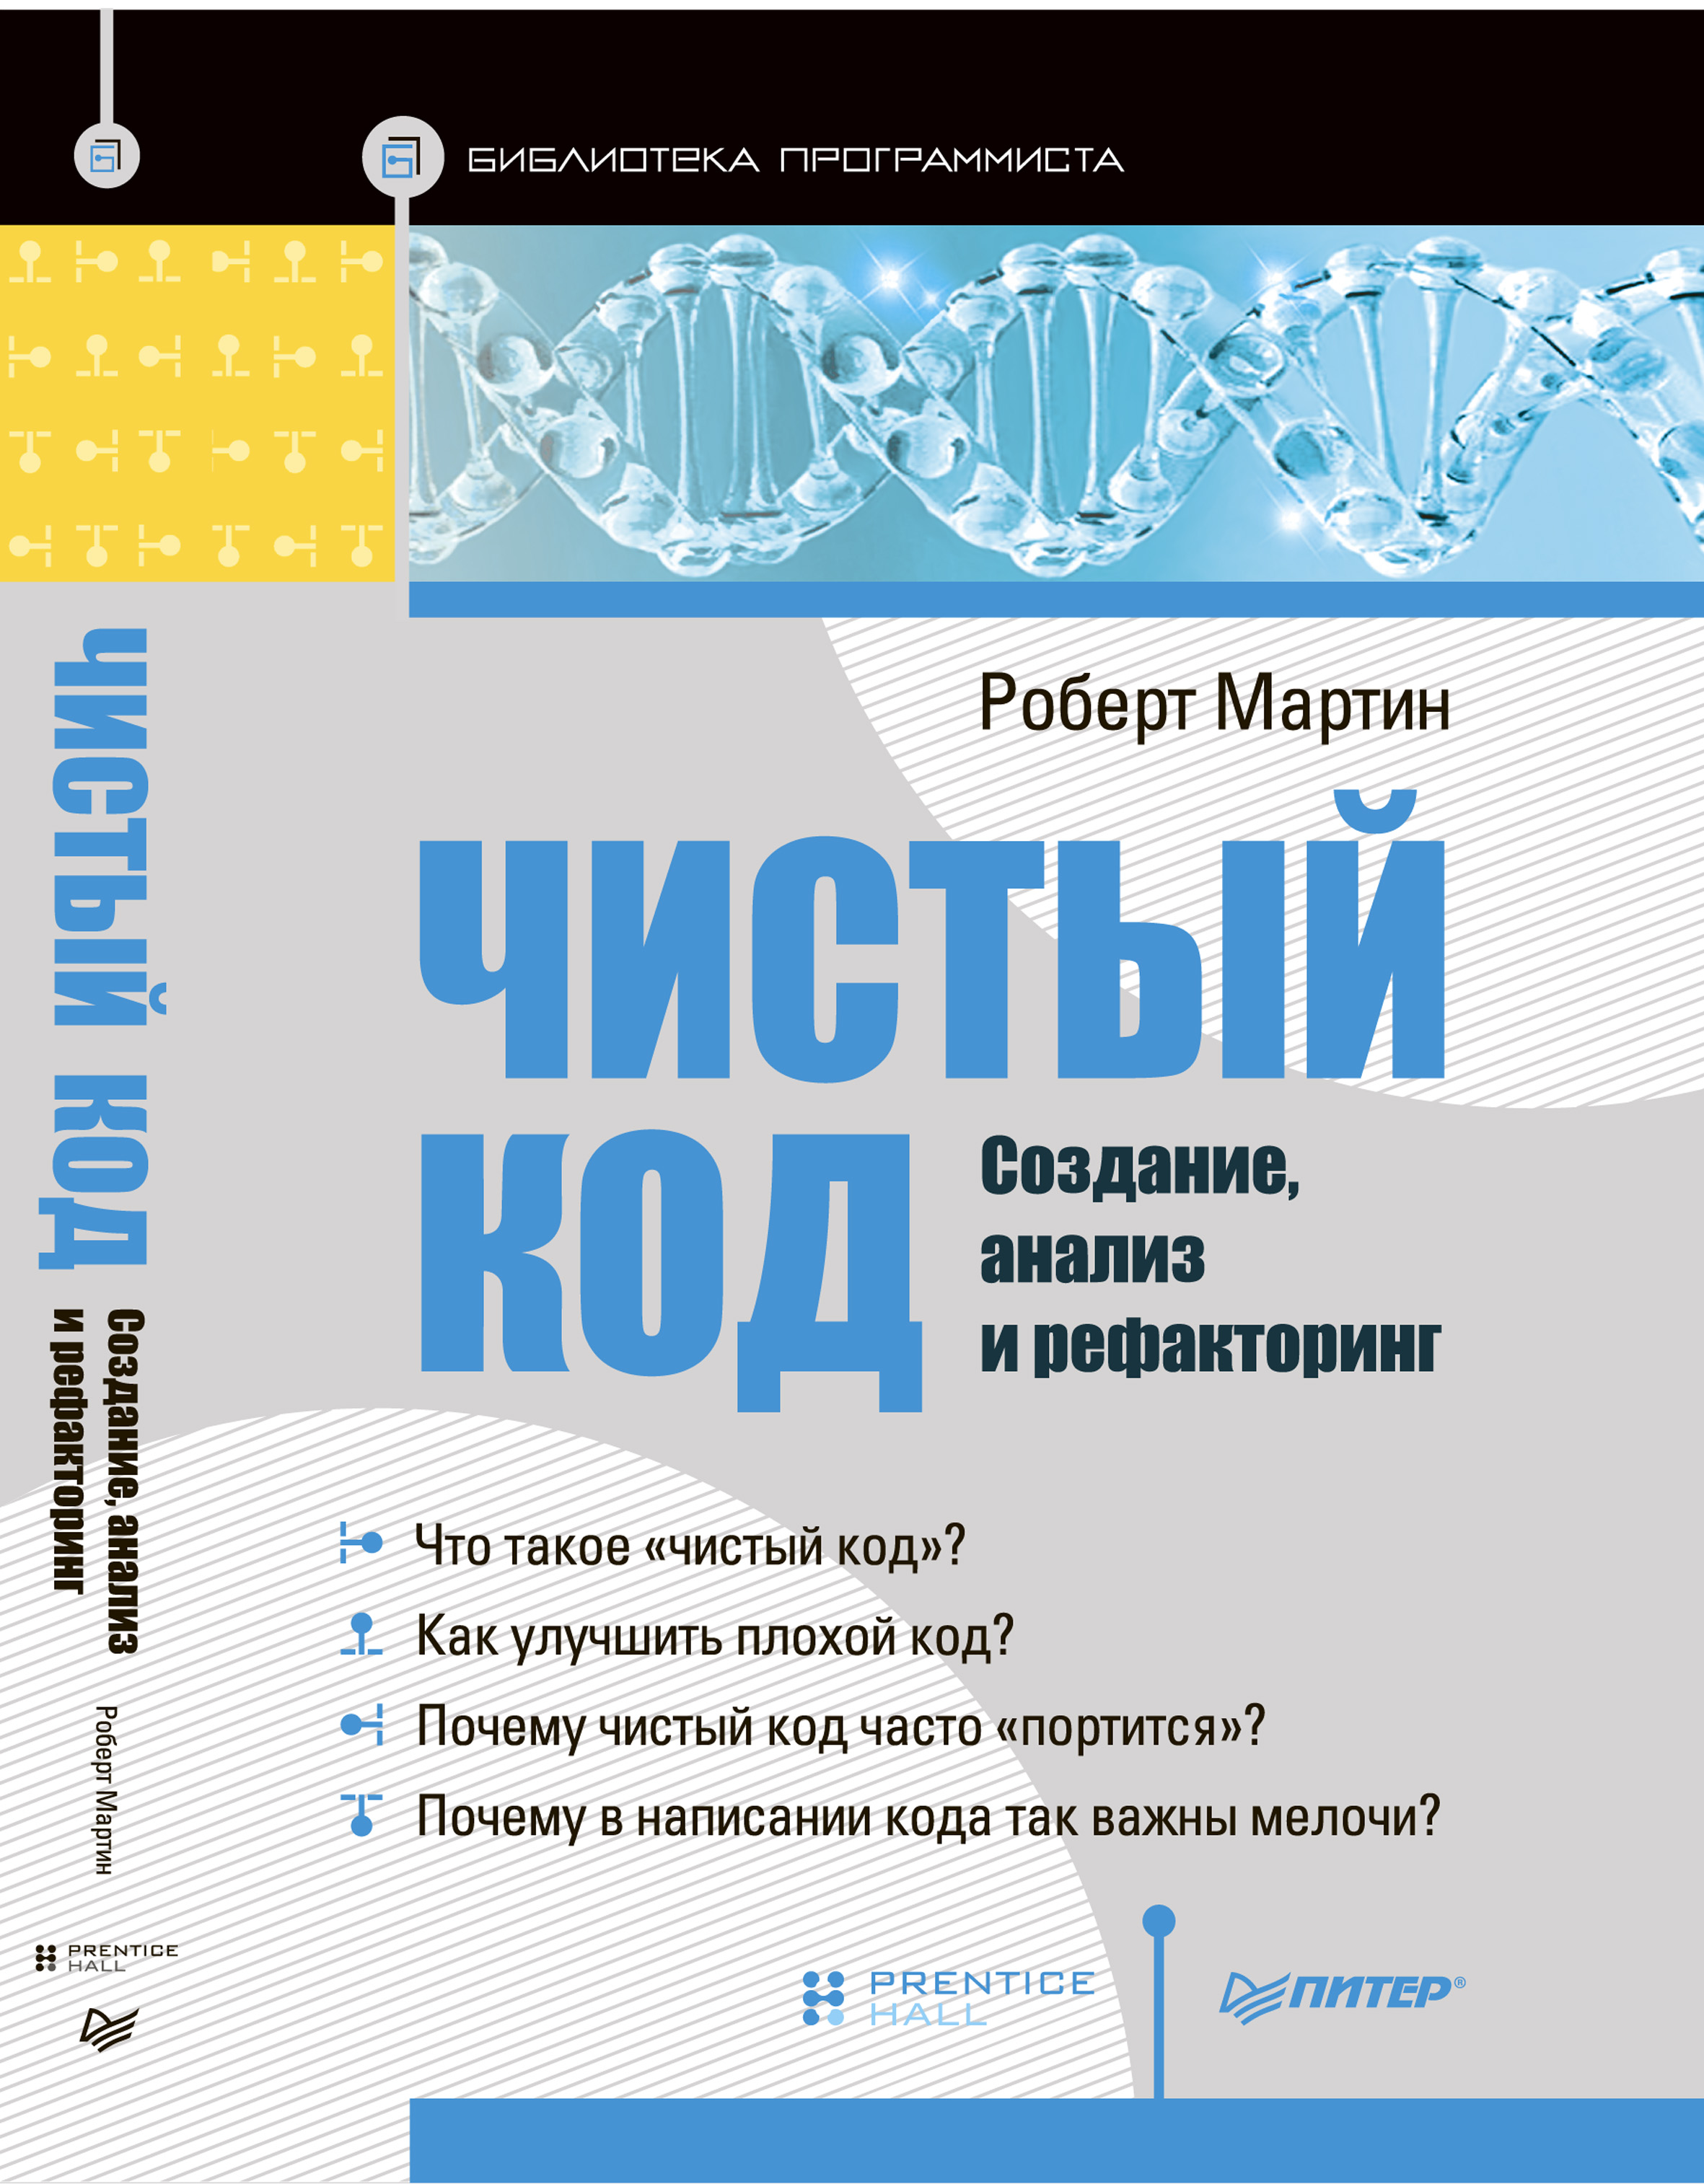 БИБЛИОТЕКА ПРОГРАММИСТА
Роберт Мартин
ЧИСТЫЙ
КОД
Создание,
анализ
и рефакторинг
Что такое «чистый код»?
Как улучшить плохой код?
Почему чистый код часто «портится»?
Почему в написании кода так важны мелочи?
PRENTICE
HALL
ПИТЕР®
ЧИСТЫЙ КОД
Создание, анализ
и рефакторинг
Роберт Мартин
PRENTICE
HALL